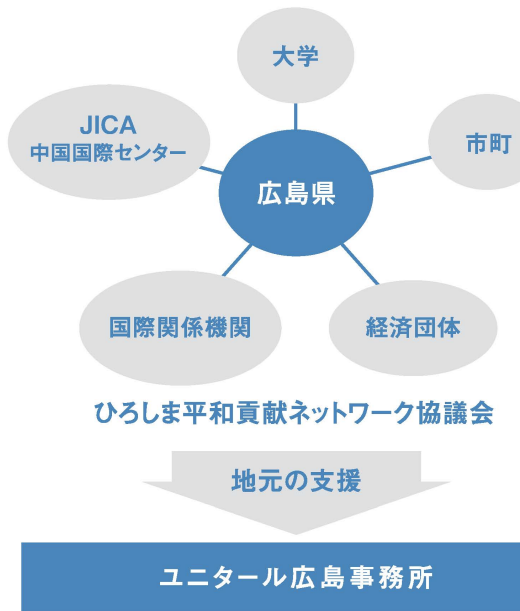 大学
JICA
中国国際センター
市町
広島県
国際関係機関
経済団体
ひろしま平和貢献ネットワーク協議会
地元の支援
ユニタール広島事務所